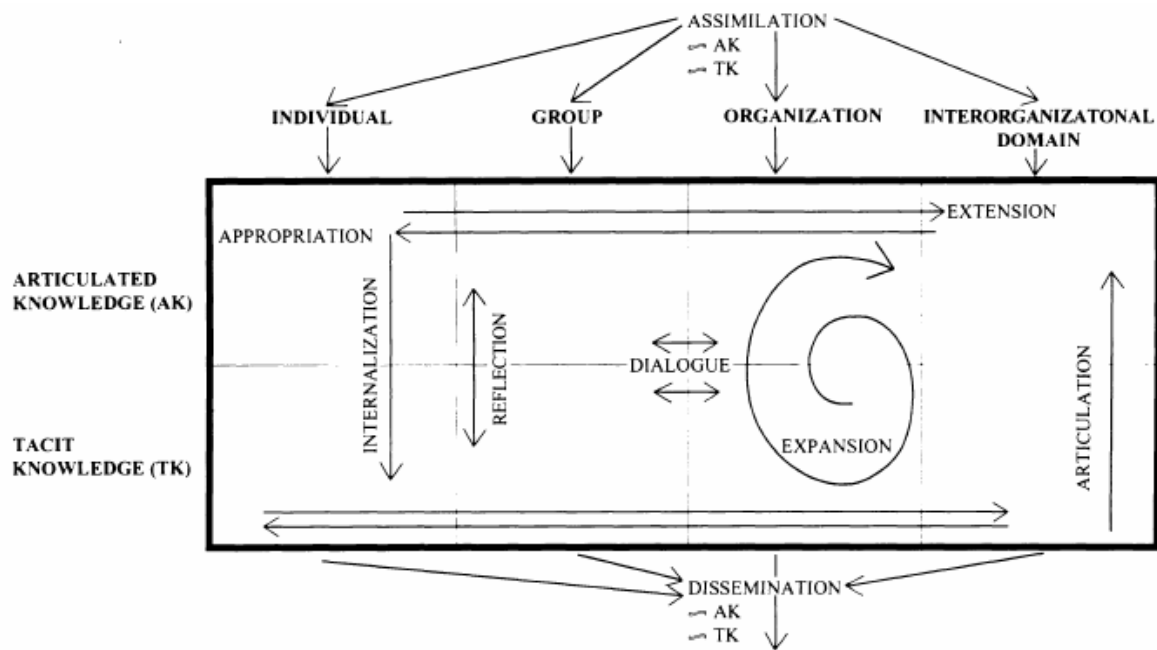 ASSIMILATION
AK
TK
INDIVIDUAL
GROUP
ORGANIZATION
INTERORGANIZATONAL
DOMAIN
EXTENSION
APPROPRIATION
ARTICULATED
KNOWLEDGE (AK)
INTERNALIZATION
REFLECTION
DIALOGUE
EXPANSION
ARTICULATION
TACIT
KNOWLEDGE (TK)
DISSEMINATION
AK
TK